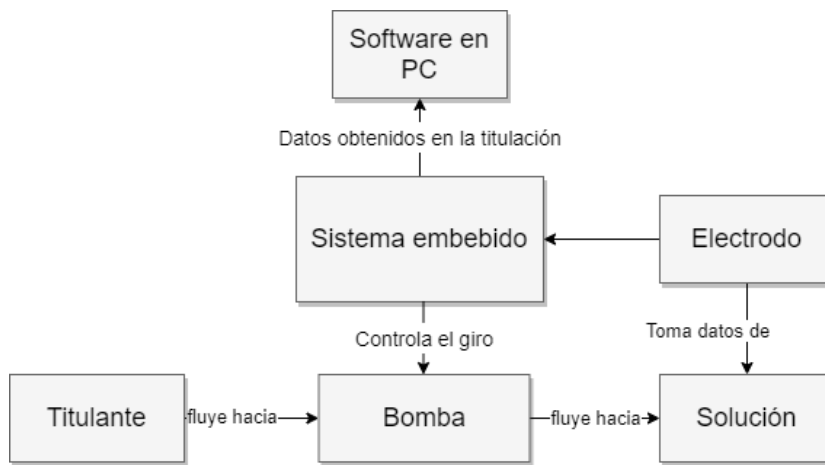 Software en
PC
Datos obtenidos en la titulación
Sistema embebido
Electrodo
Controla el giro
Toma datos de
Titulante
fluye hacia
Bomba
fluye hacia
Solución